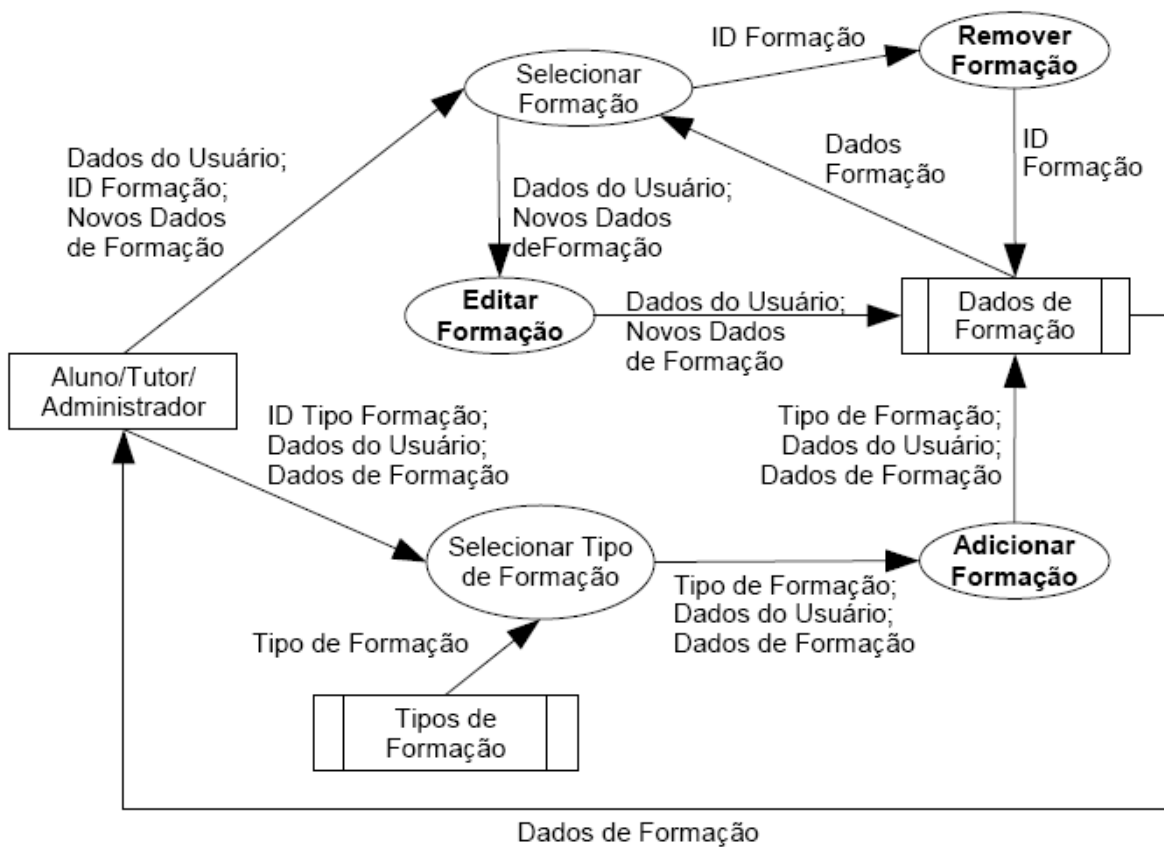 ID Formação
Remover
Formação
Selecionar
Formação
Dados do Usuário;
ID Formação;
Novos Dados
de Formação
Dados
Formação
ID
Formação
Dados do Usuário;
Novos Dados
deFormação
Editar
Formação
Dados do Usuário;
Novos Dados
de Formação
Dados de
Formação
Aluno/Tutor/
Administrador
ID Tipo Formação;
Dados do Usuário;
Dados de Formação
Tipo de Formação;
Dados do Usuário;
Dados de Formação
Selecionar Tipo
de Formação
Adicionar
Formação
Tipo de Formação;
Dados do Usuário;
Dados de Formação
Tipo de Formação
Tipos de
Formação
Dados de Formação